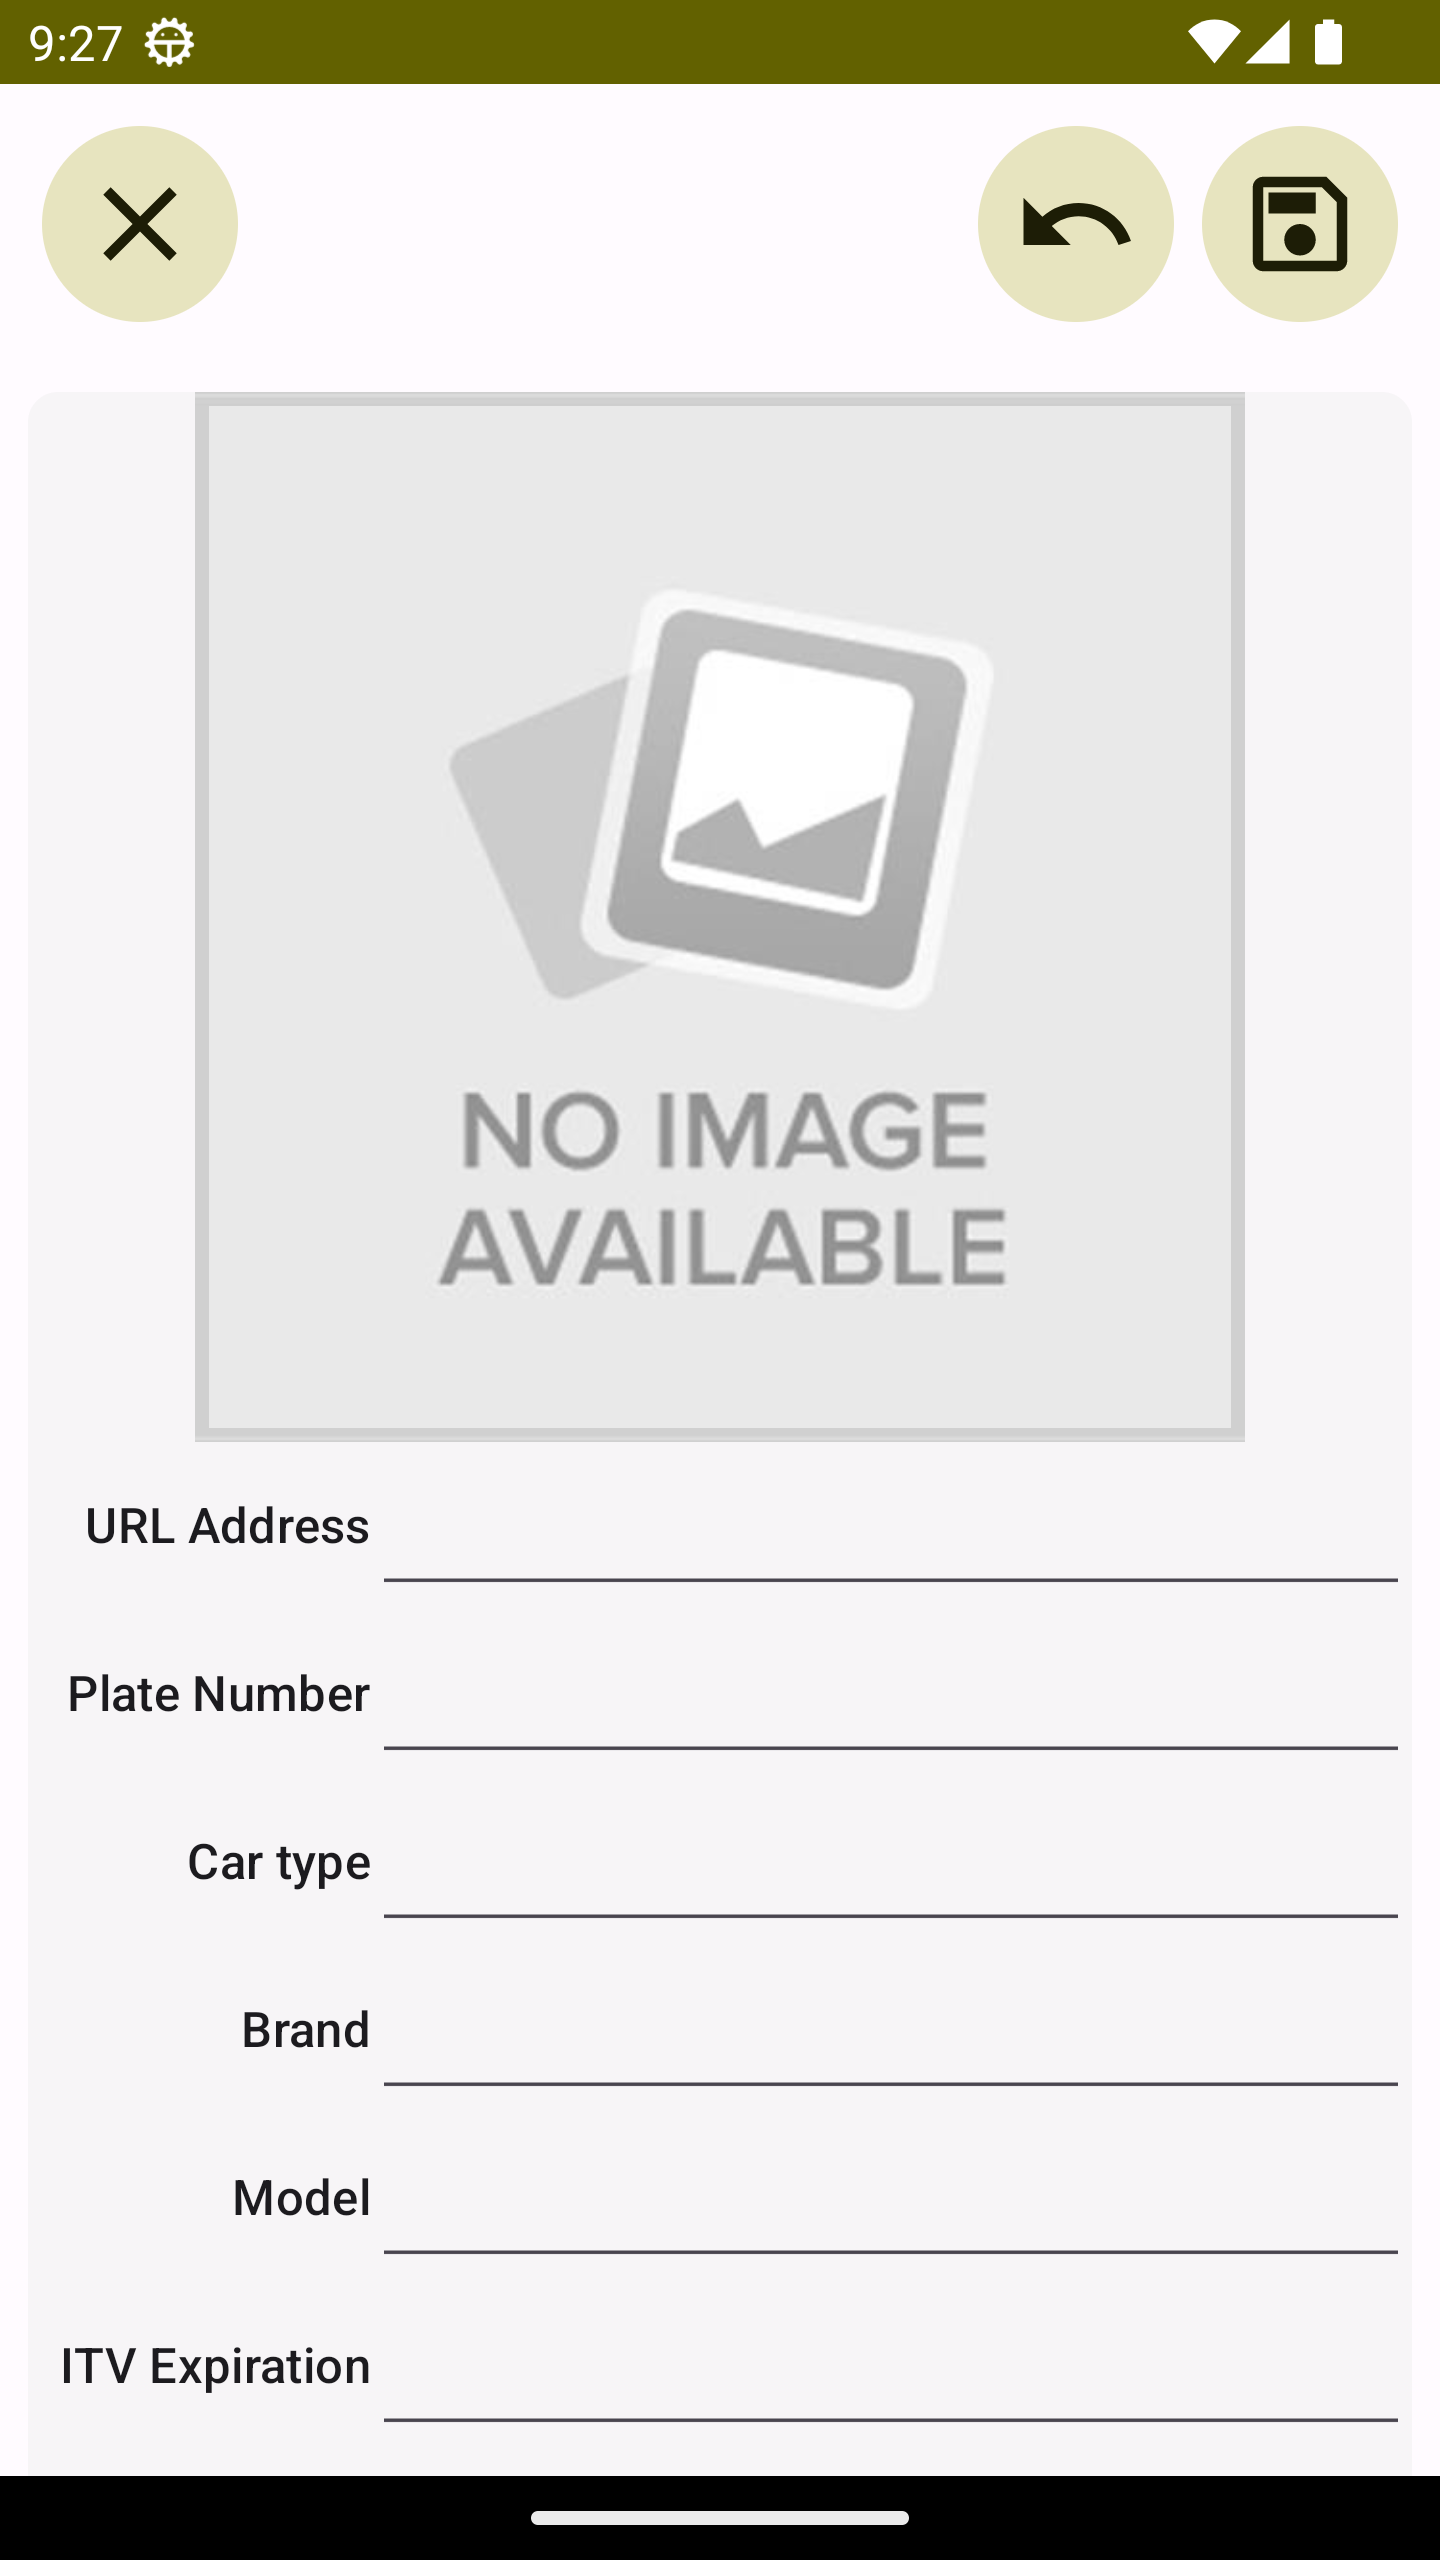 9:27
NO IMAGE
AVAILABLE
URL Address
Plate Number
Car type
Brand
Model
ITV Expiration